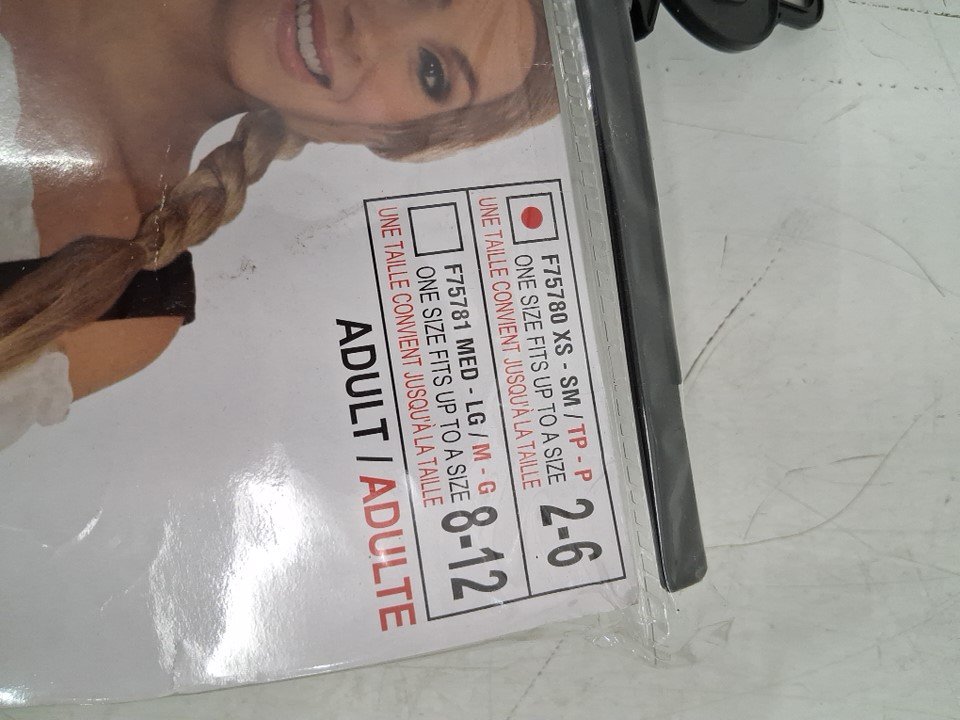 F75780 XS - SM / TP - P
ONE SIZE FITS UP TO A SIZE 2-6
UNE TAILLE CONVIENT JUSQU'À LA TAILLE
F75781 MED - LG / M - G
ONE SIZE FITS UP TO A SIZE 8-12
UNE TAILLE CONVIENT JUSQU'À LA TAILLE
ADULT / ADULTE